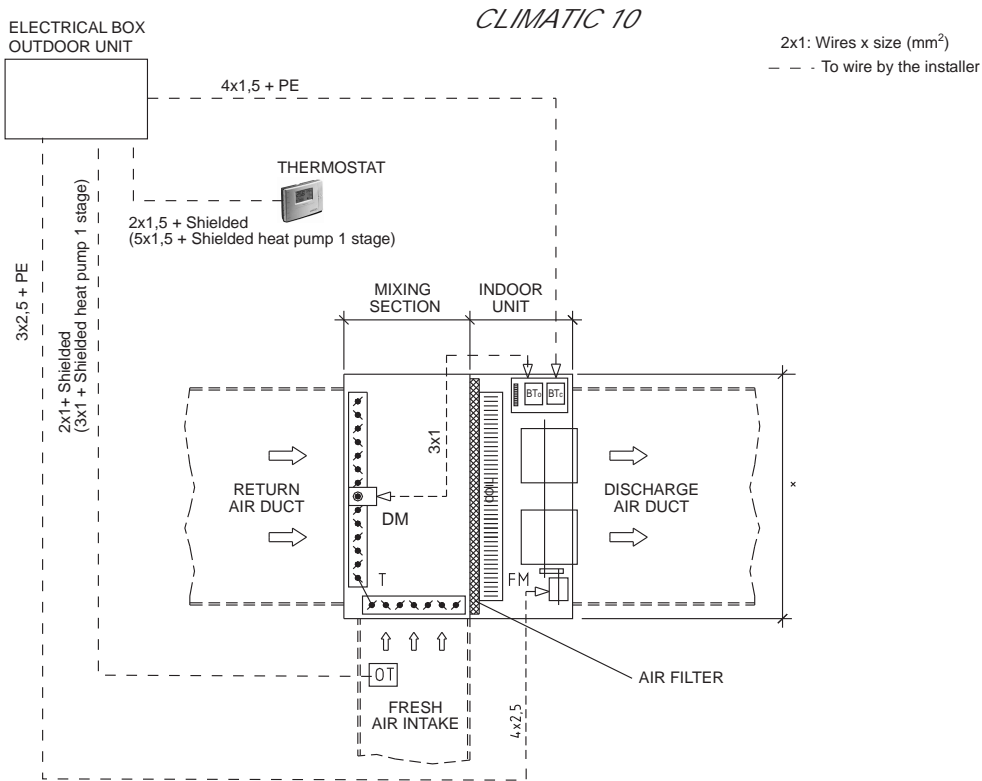 CLIMATIC 10
ELECTRICAL BOX
OUTDOOR UNIT
2x1: Wires x size (mm²)
To wire by the installer
4x1,5 + PE
THERMOSTAT
2x1,5 + Shielded
(5x1,5 + Shielded heat pump 1 stage)
3x2,5 + PE
2x1+ Shielded
(3x1 + Shielded heat pump 1 stage)
MIXING
SECTION
INDOOR
UNIT
BTo
BTc
3x1
COIL
RETURN
AIR DUCT
DM
DISCHARGE
AIR DUCT
x
T
FM
OT
FRESH
AIR INTAKE
4x2,5
AIR FILTER